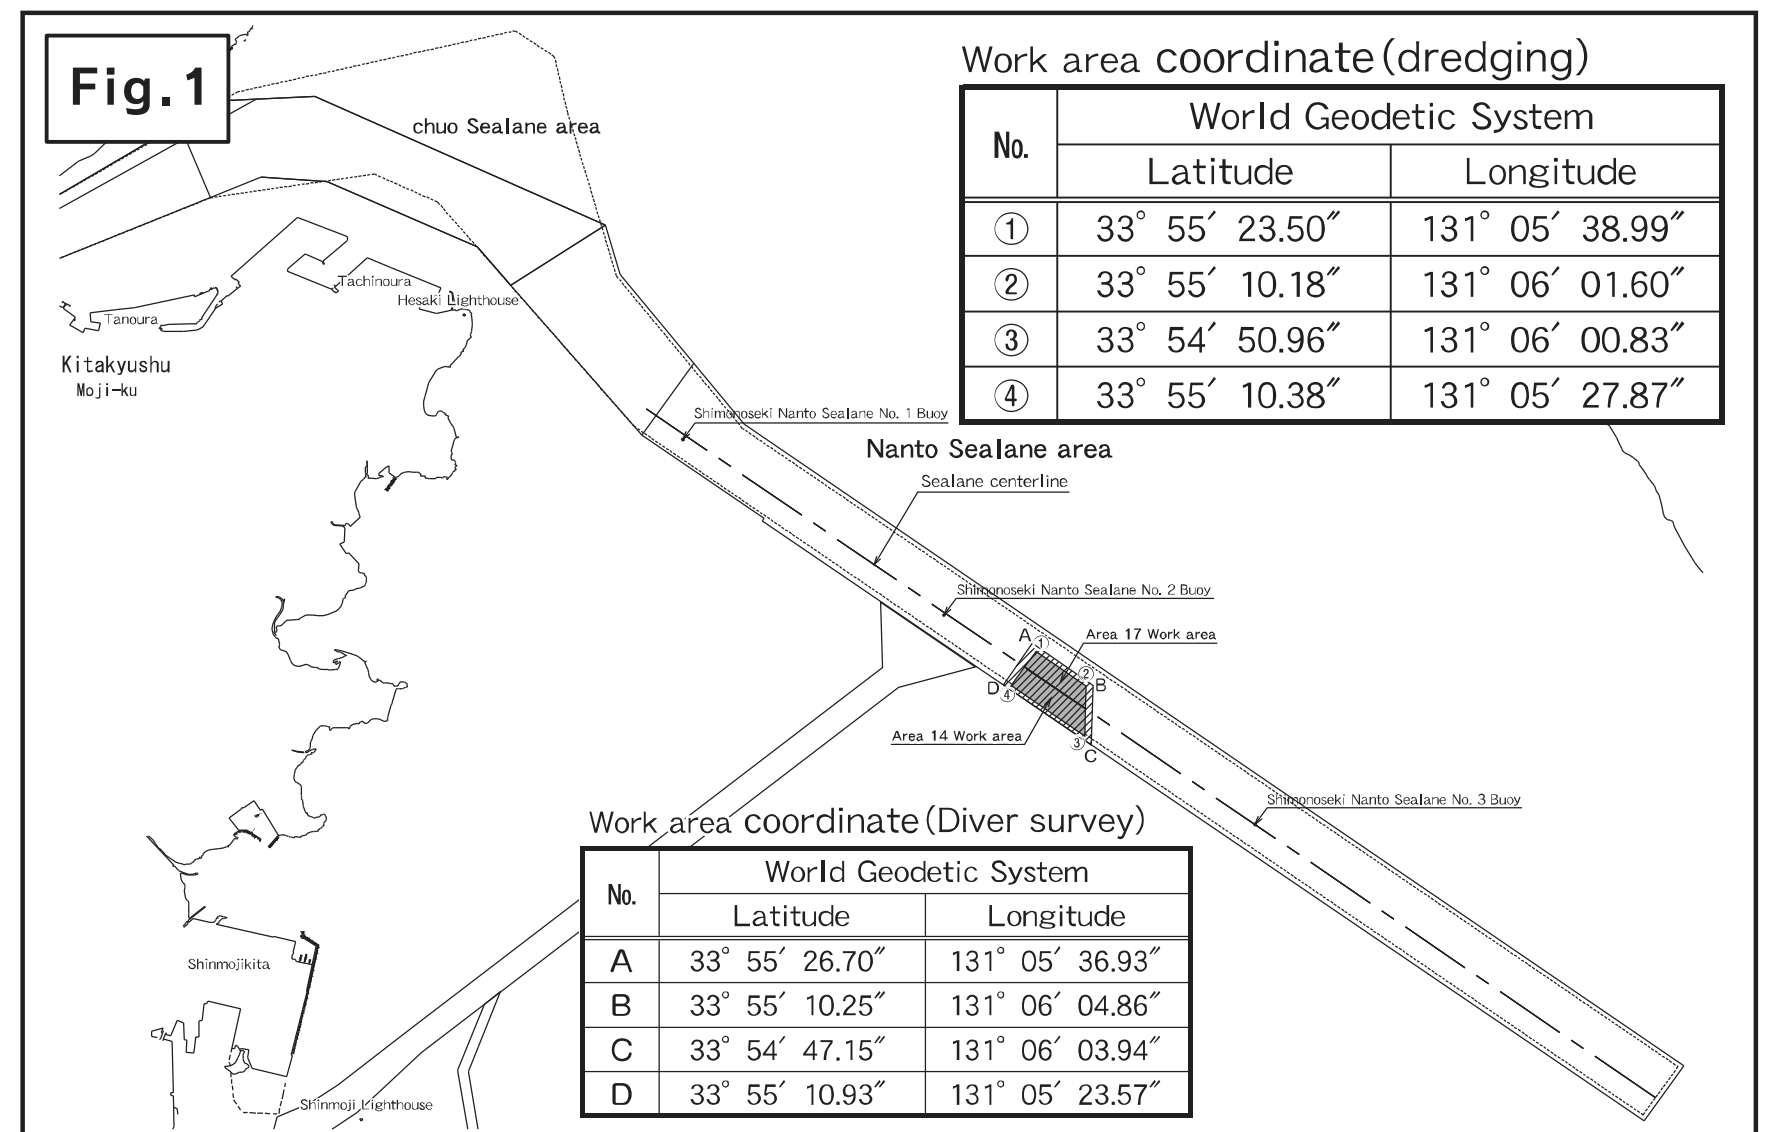 Fig.1
Work area coordinate(dredging)
No.
World Geodetic System
Latitude Longitude
① 33° 55′ 23.50″ 131° 05′ 38.99″
② 33° 55′ 10.18″ 131° 06′ 01.60″
③ 33° 54′ 50.96″ 131° 06′ 00.83″
④ 33° 55′ 10.38″ 131° 05′ 27.87″
chuo Sealane area
Tachinoura
Hesaki Lighthouse
Tanoura
Kitakyushu
Moji-ku
Shimonoseki Nanto Sealane No. 1 Buoy
Nanto Sealane area
Sealane centerline
Shimonoseki Nanto Sealane No. 2 Buoy
A ①
Area 17 Work area
② B
D ④
Area 14 Work area
③ C
Shimonoseki Nanto Sealane No. 3 Buoy
Work area coordinate(Diver survey)
No.
World Geodetic System
Latitude Longitude
A 33° 55′ 26.70″ 131° 05′ 36.93″
B 33° 55′ 10.25″ 131° 06′ 04.86″
C 33° 54′ 47.15″ 131° 06′ 03.94″
D 33° 55′ 10.93″ 131° 05′ 23.57″
Shinmojikita
Shinmoji Lighthouse